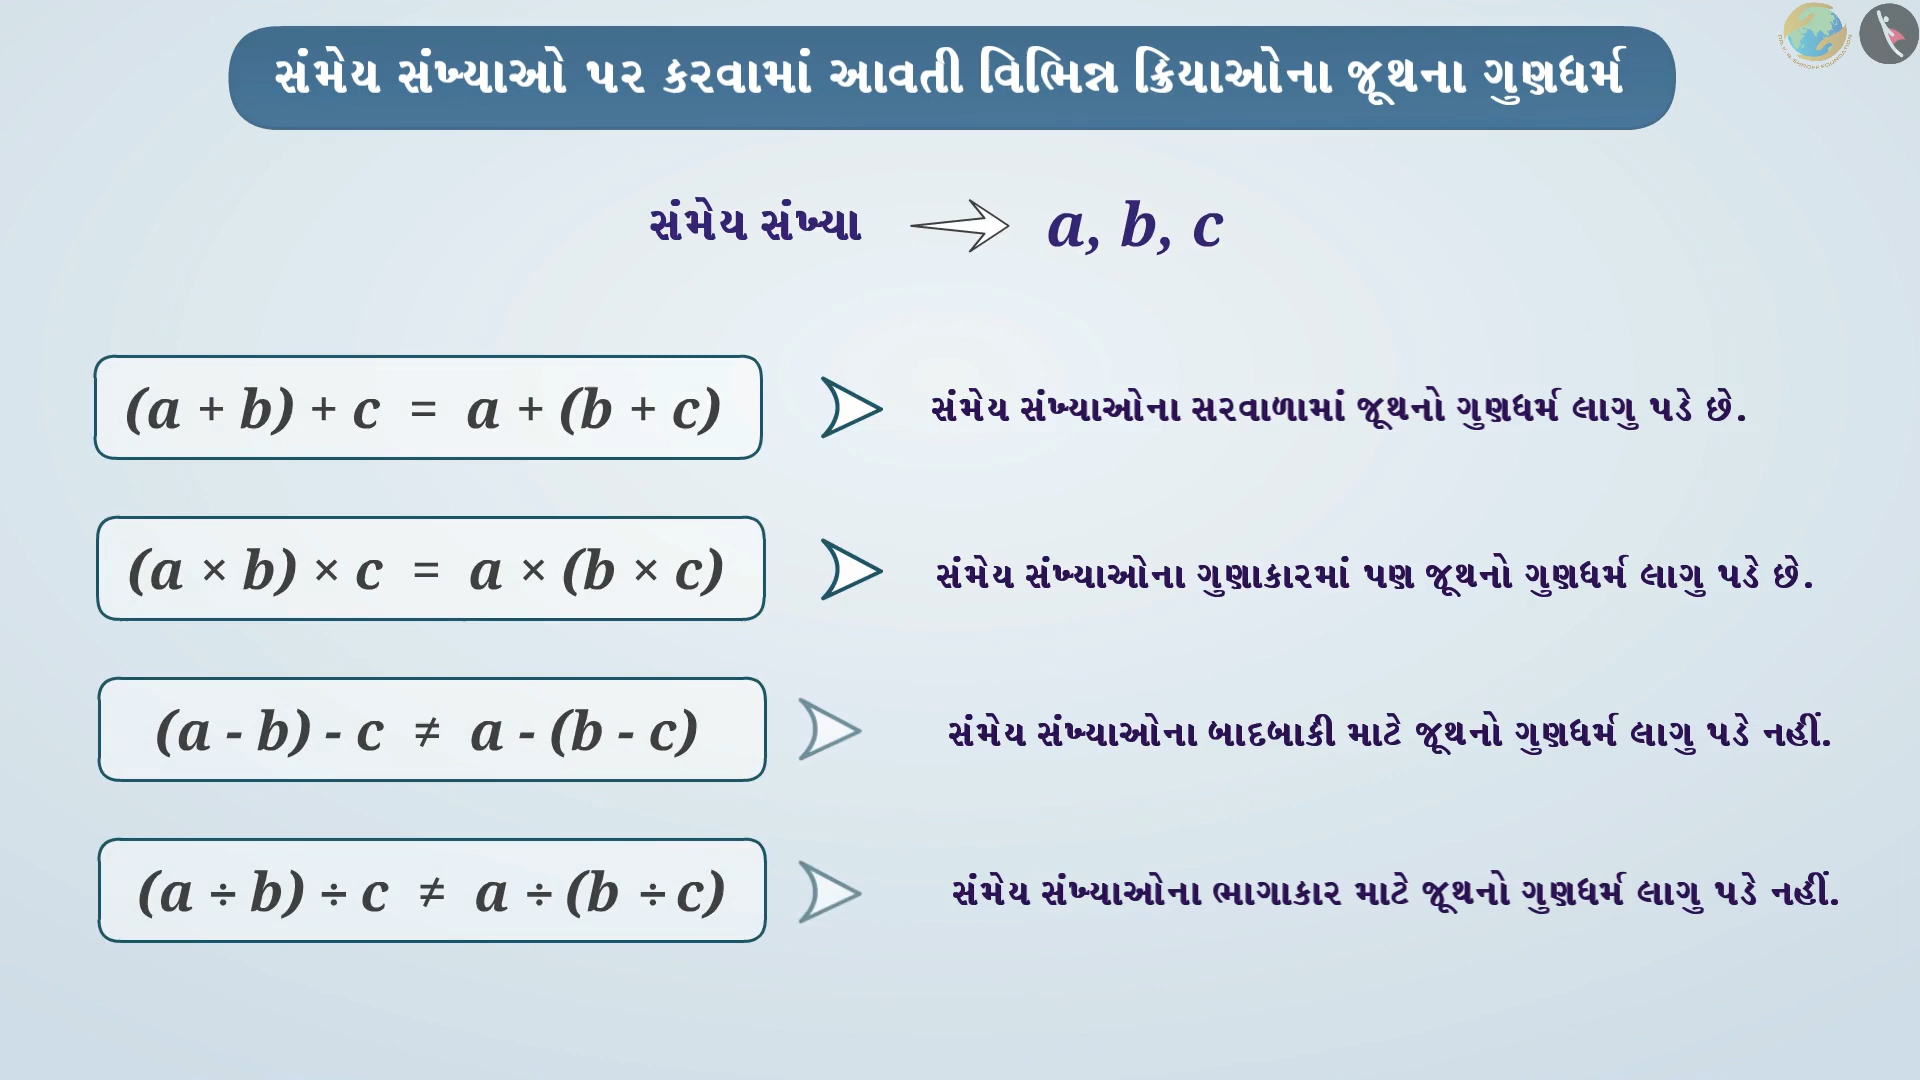 સંમેય સંખ્યાઓ પર કરવામાં આવતી વિભિન્ન ક્રિયાઓના જૂથના ગુણધર્મ
સંમેય સંખ્યા a, b, c
(a + b) + c = a + (b + c) સંમેય સંખ્યાઓના સરવાળામાં જૂથનો ગુણધર્મ લાગુ પડે છે.
(a × b) × c = a × (b × c) સંમેય સંખ્યાઓના ગુણાકારમાં પણ જૂથનો ગુણધર્મ લાગુ પડે છે.
(a - b) - c ≠ a - (b - c) સંમેય સંખ્યાઓના બાદબાકી માટે જૂથનો ગુણધર્મ લાગુ પડે નહીં.
(a ÷ b) ÷ c ≠ a ÷ (b ÷ c) સંમેય સંખ્યાઓના ભાગાકાર માટે જૂથનો ગુણધર્મ લાગુ પડે નહીં.